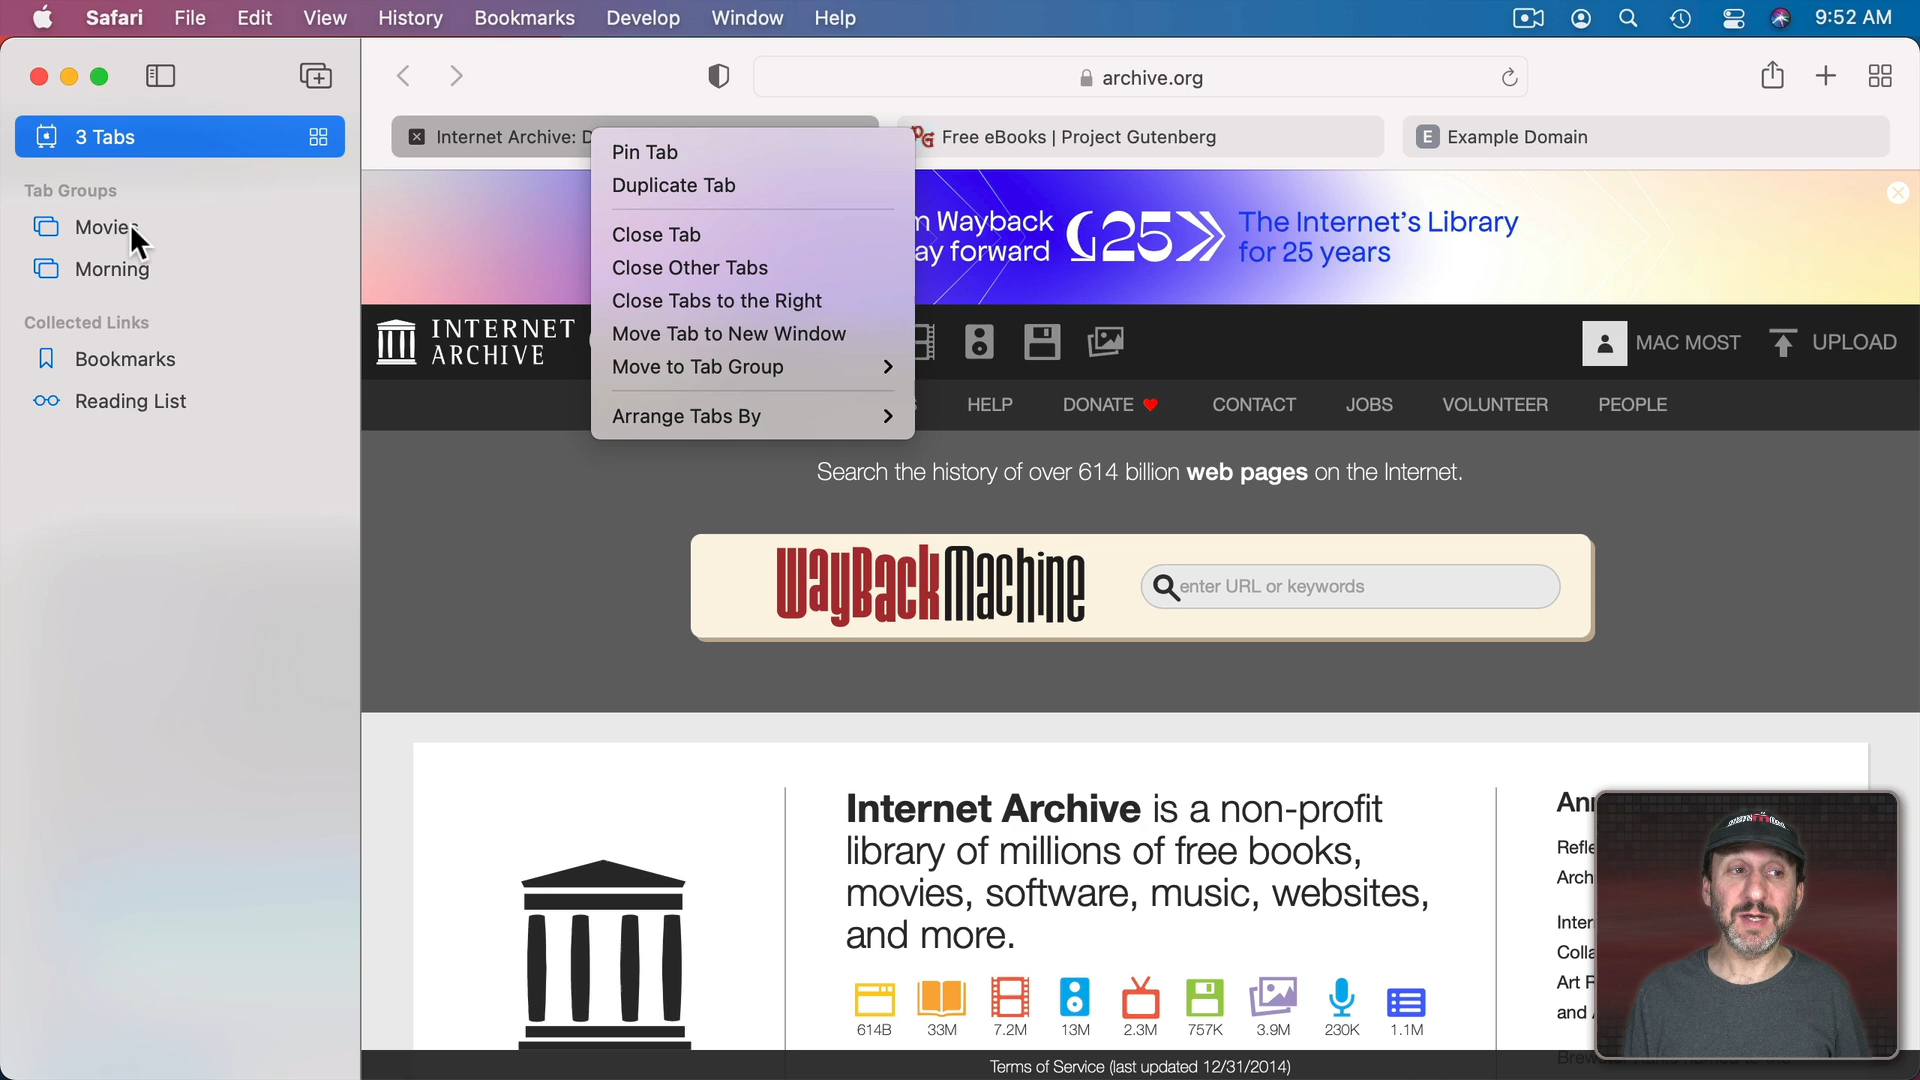 Safari File Edit View History Bookmarks Develop Window Help 9:52 AM
archive.org
3 Tabs
Internet Archive: D
Free eBooks | Project Gutenberg
E Example Domain
Tab Groups
Movies
Morning
Collected Links
Bookmarks
Reading List
Pin Tab
Duplicate Tab
Close Tab
Close Other Tabs
Close Tabs to the Right
Move Tab to New Window
Move to Tab Group
Arrange Tabs By
Wayback
forward
25
The Internet's Library
for 25 years
INTERNET
ARCHIVE
MAC MOST
UPLOAD
HELP DONATE CONTACT JOBS VOLUNTEER PEOPLE
Search the history of over 614 billion web pages on the Internet.
WayBackMachine
enter URL or keywords
Internet Archive is a non-profit
library of millions of free books,
movies, software, music, websites,
and more.
614B 33M 7.2M 13M 2.3M 757K 3.9M 230K 1.1M
Terms of Service (last updated 12/31/2014)